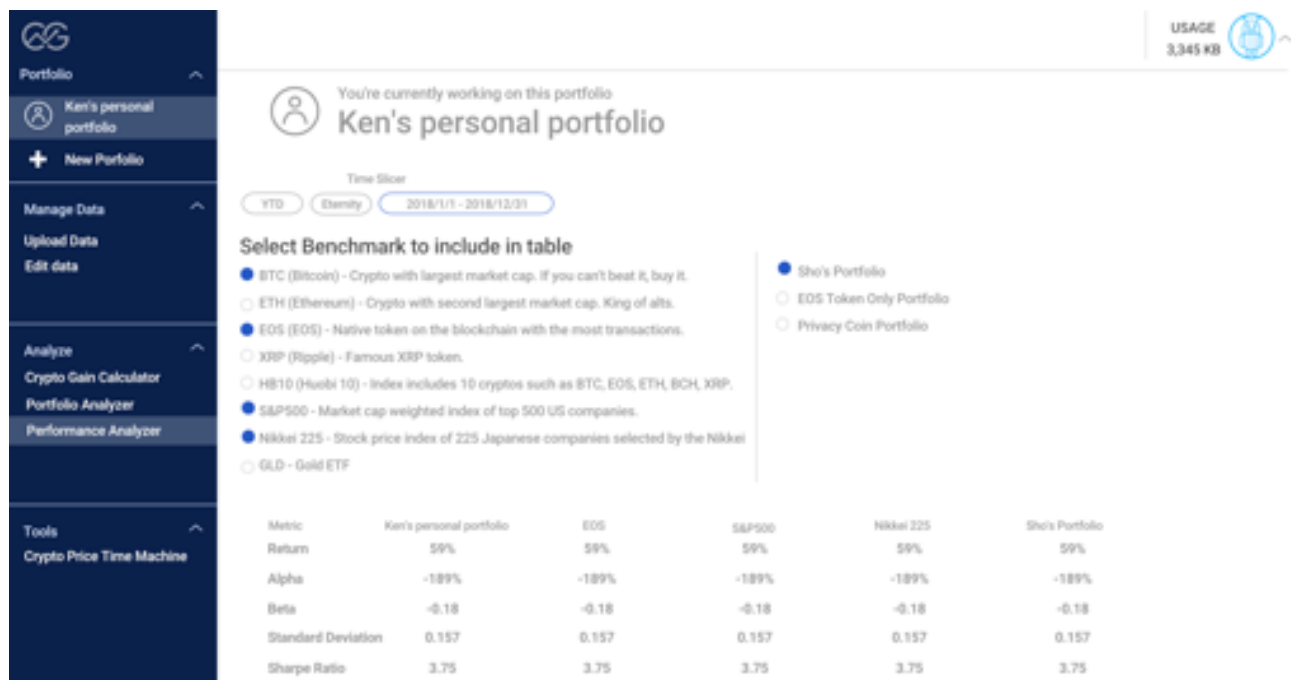 USAGE
3,345 KB
Portfolio
Ken's personal
portfolio
New Porfolio
Manage Data
Upload Data
Edit data
Analyze
Crypto Gain Calculator
Portfolio Analyzer
Performance Analyzer
Tools
Crypto Price Time Machine
You're currently working on this portfolio
Ken's personal portfolio
Time Slicer
YTD Eternity 2018/1/1 - 2018/12/31
Select Benchmark to include in table
BTC (Bitcoin) - Crypto with largest market cap. If you can't beat it, buy it.
ETH (Ethereum) - Crypto with second largest market cap. King of alts.
EOS (EOS) - Native token on the blockchain with the most transactions.
XRP (Ripple) - Famous XRP token.
HB10 (Huobi 10) - Index includes 10 cryptos such as BTC, EOS, ETH, BCH, XRP.
S&P500 - Market cap weighted index of top 500 US companies.
Nikkei 225 - Stock price index of 225 Japanese companies selected by the Nikkei
GLD - Gold ETF
Sho's Portfolio
EOS Token Only Portfolio
Privacy Coin Portfolio
Metric Ken's personal portfolio EOS S&P500 Nikkei 225 Sho's Portfolio
Return 59% 59% 59% 59% 59%
Alpha -189% -189% -189% -189% -189%
Beta -0.18 -0.18 -0.18 -0.18 -0.18
Standard Deviation 0.157 0.157 0.157 0.157 0.157
Sharpe Ratio 3.75 3.75 3.75 3.75 3.75